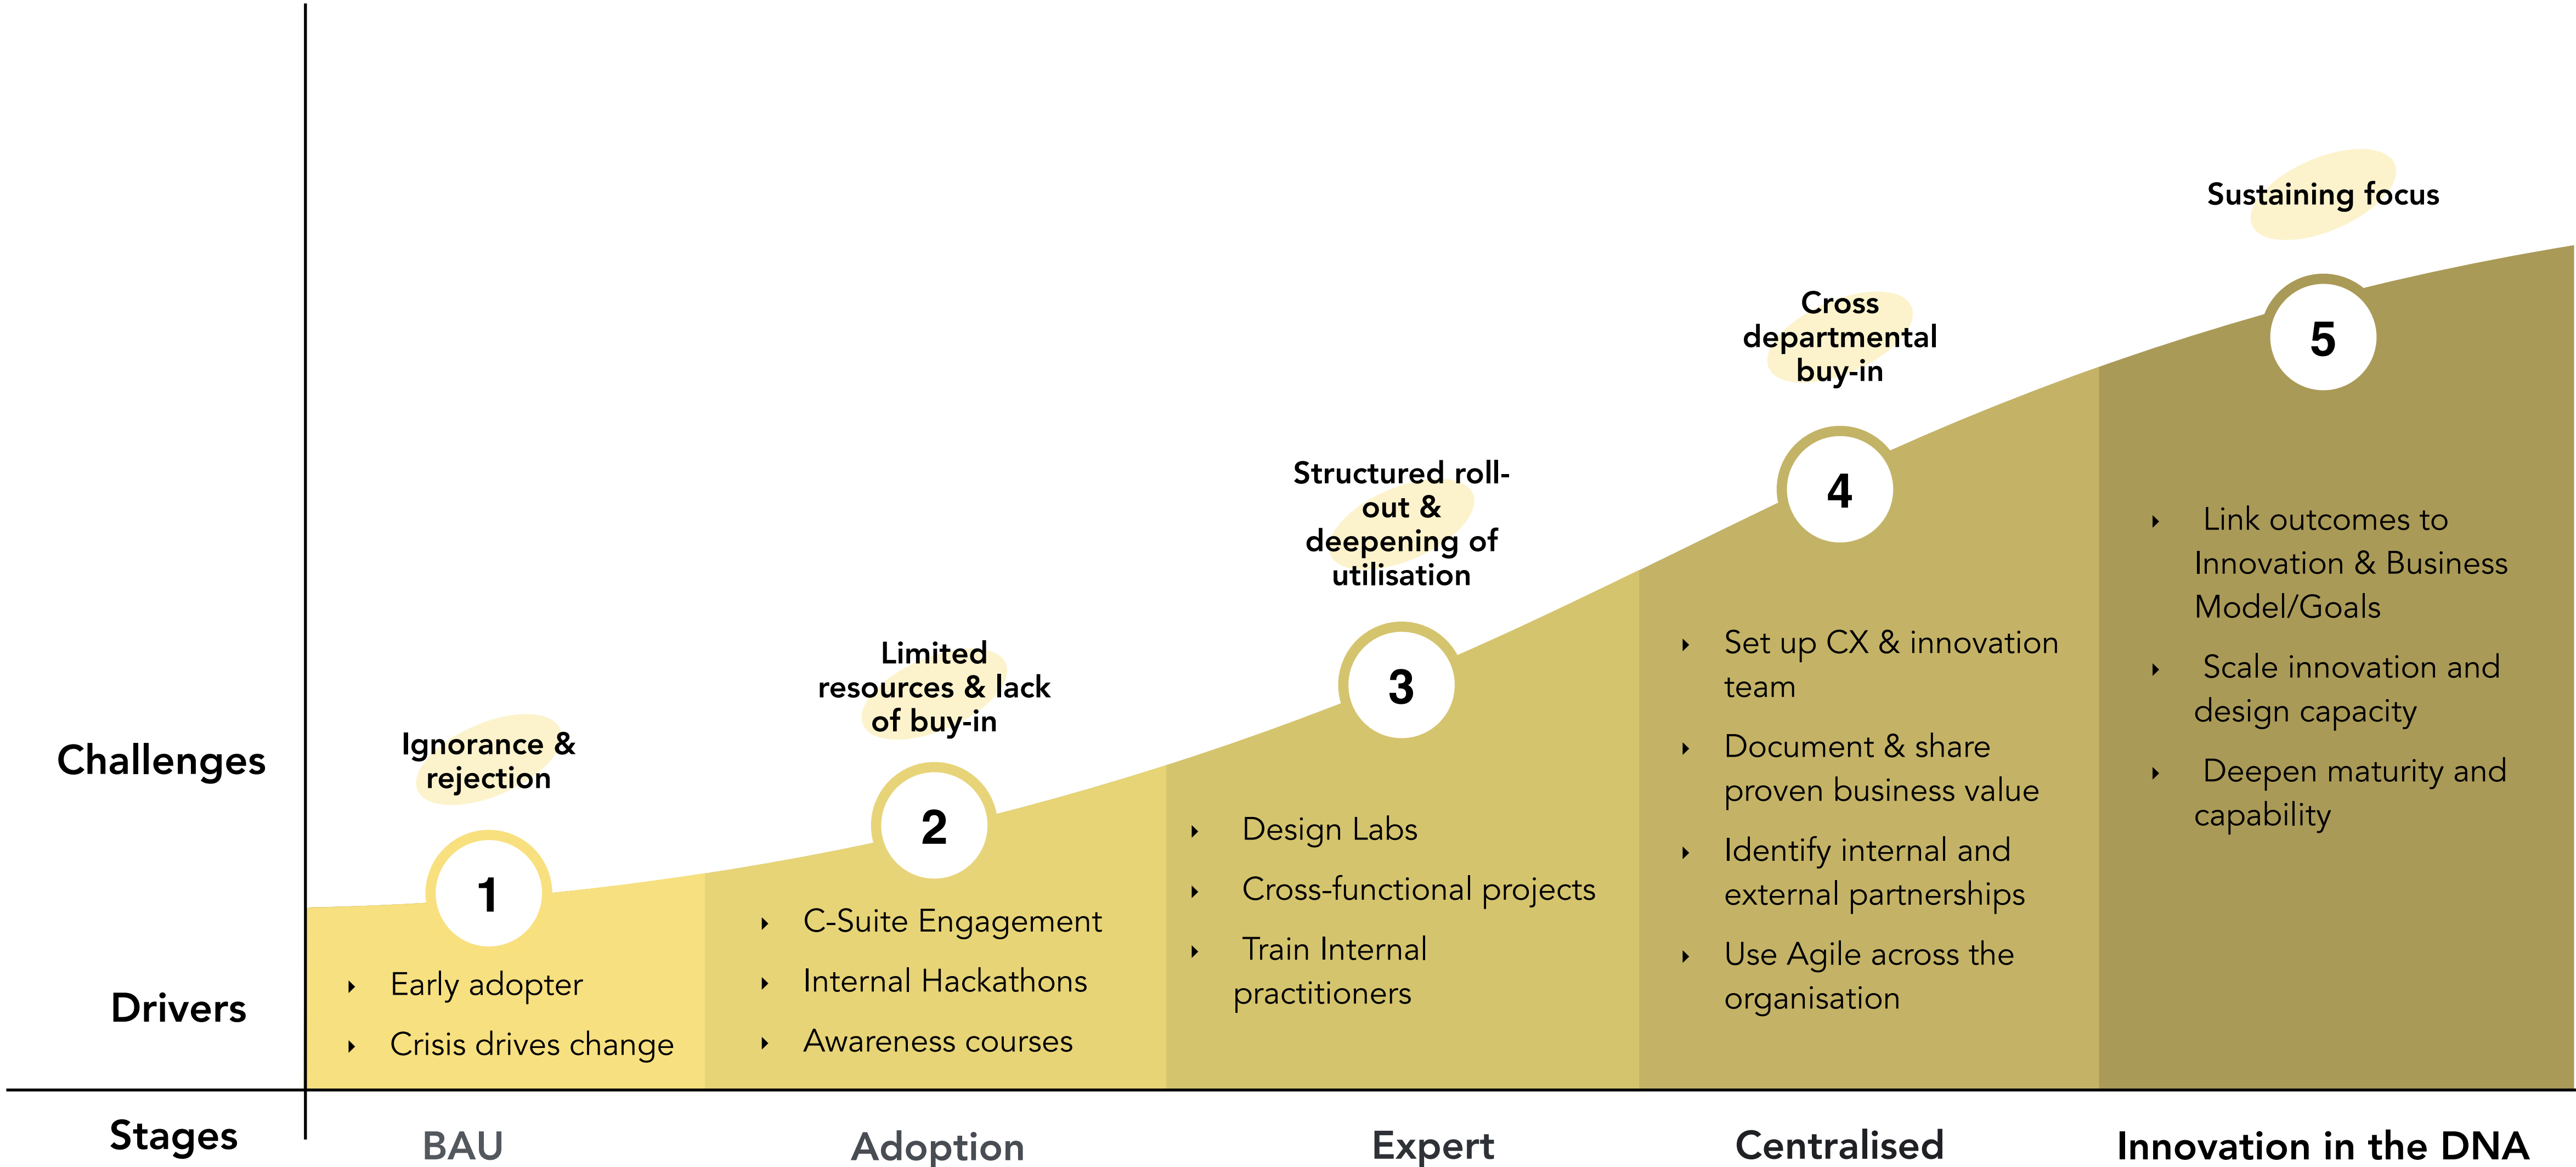 Sustaining focus
5
Cross
departmental
buy-in
4
Structured roll-
out &
deepening of
utilisation
3
Limited
resources & lack
of buy-in
2
Ignorance &
rejection
1
Challenges
Drivers
▸ Early adopter
▸ Crisis drives change
▸ C-Suite Engagement
▸ Internal Hackathons
▸ Awareness courses
▸ Design Labs
▸ Cross-functional projects
▸ Train Internal
practitioners
▸ Set up CX & innovation
team
▸ Document & share
proven business value
▸ Identify internal and
external partnerships
▸ Use Agile across the
organisation
▸ Link outcomes to
Innovation & Business
Model/Goals
▸ Scale innovation and
design capacity
▸ Deepen maturity and
capability
Stages
BAU
Adoption
Expert
Centralised
Innovation in the DNA